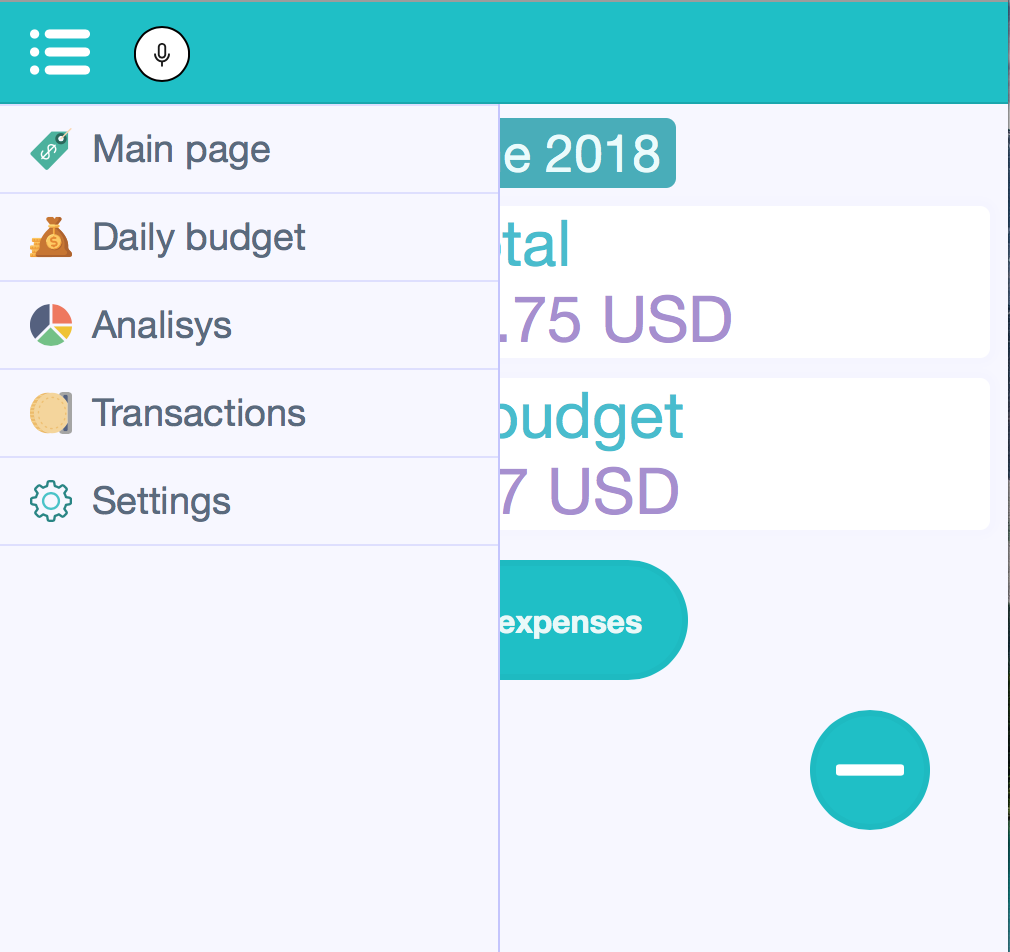 Main page
Daily budget
Analisys
Transactions
Settings
e 2018
tal
.75 USD
budget
7 USD
expenses